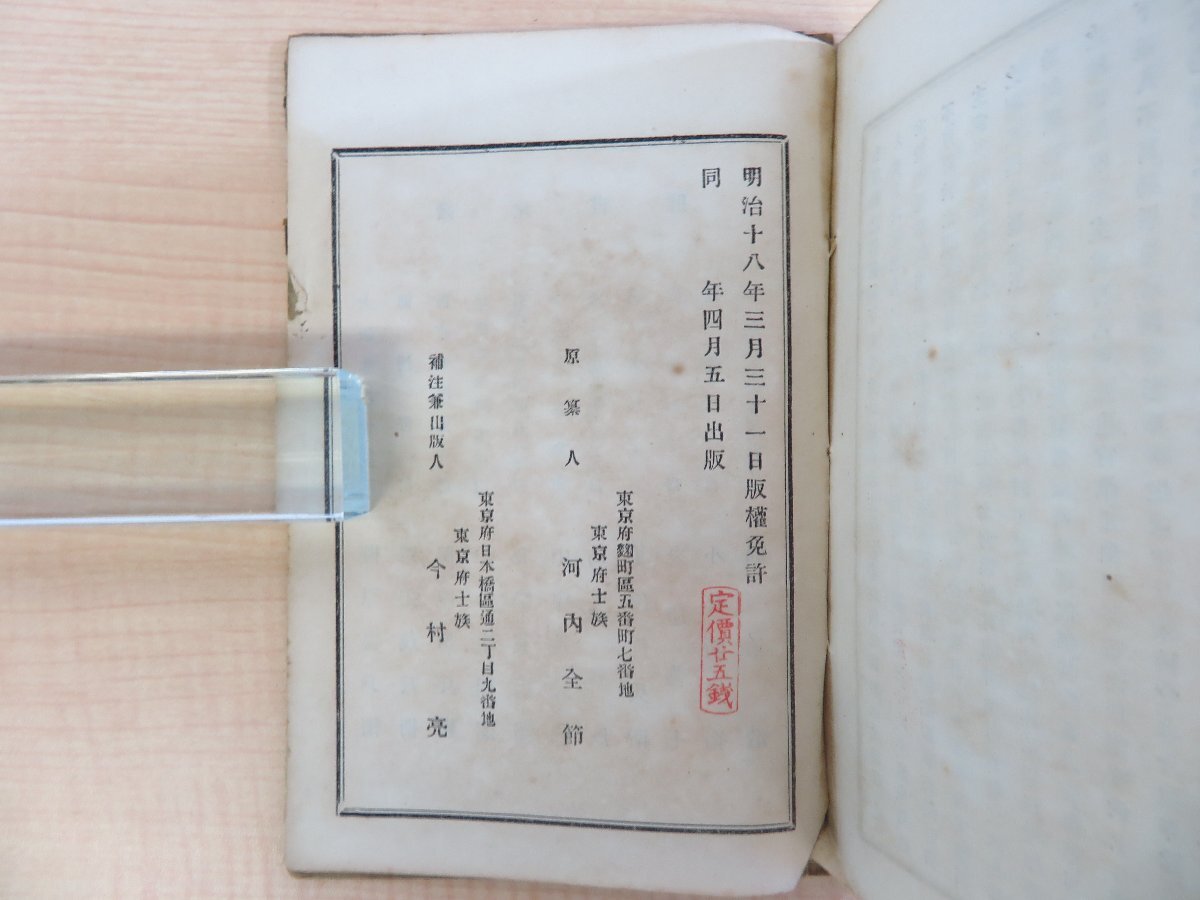 明治十八年三月三十一日版權免許
同年四月五日出版
定價廿五銭
東京府麴町區五番町七番地
東京府士族
原纂人 河内全節
東京府日本橋區通二丁目九番地
東京府士族
補注兼出版人 今村亮